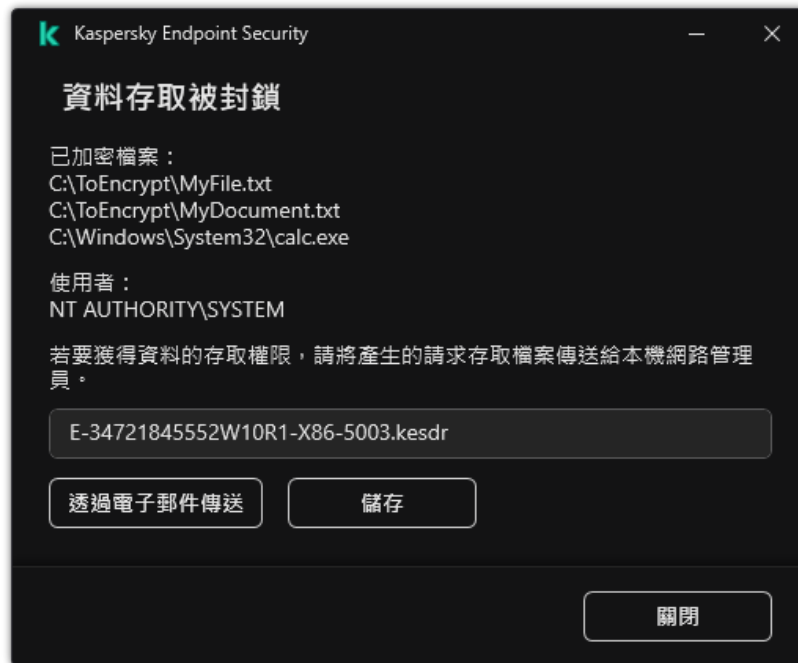 Kaspersky Endpoint Security
資料存取被封鎖
已加密檔案：
C:\ToEncrypt\MyFile.txt
C:\ToEncrypt\MyDocument.txt
C:\Windows\System32\calc.exe
使用者：
NT AUTHORITY\SYSTEM
若要獲得資料的存取權限，請將產生的請求存取檔案傳送給本機網路管理
員。
E-34721845552W10R1-X86-5003.kesdr
透過電子郵件傳送 儲存
關閉